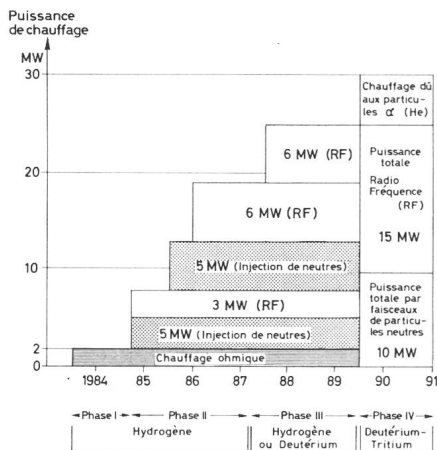 Puissance
de chauffage
MW
30
20
10
2
0
Chauffage dû
aux particu-
les α (He)
6 MW (RF)
Puissance
totale
Radio
Fréquence
(RF)
15 MW
6 MW (RF)
5 MW (Injection de neutres)
3 MW (RF)
5 MW (Injection de neutres)
Chauffage ohmique
Puissance
totale par
faisceaux
de particu-
les neutres
10 MW
1984 85 86 87 88 89 90 91
Phase I Phase II Phase III Phase IV
Hydrogène
Hydrogène
ou Deutérium
Deutérium-
Tritium